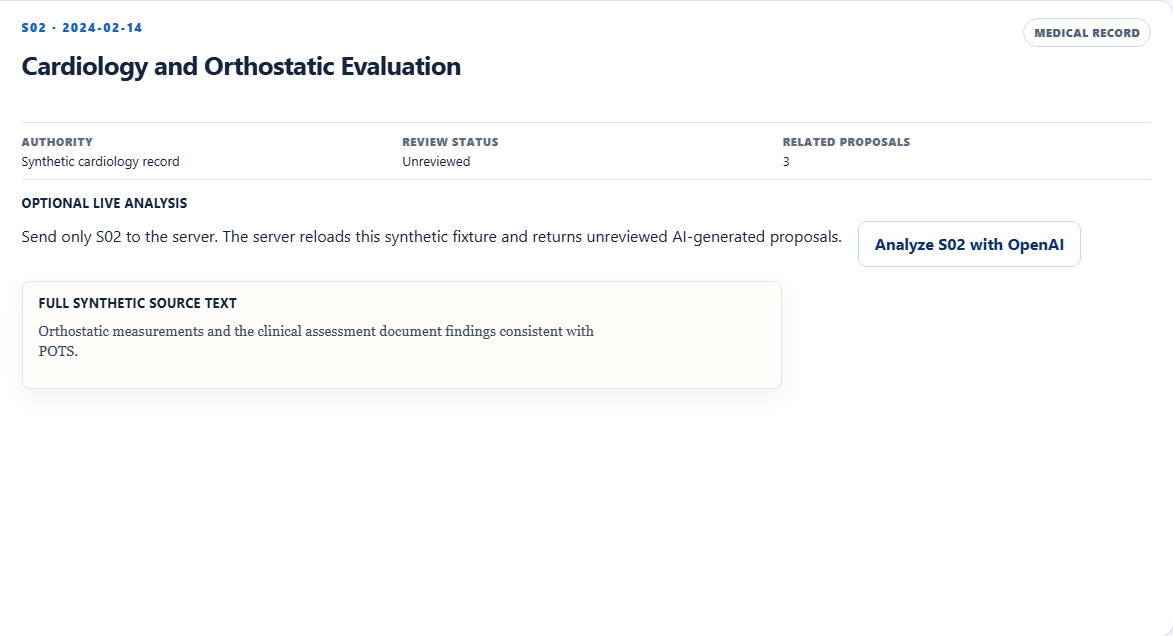 S02 · 2024-02-14
MEDICAL RECORD
Cardiology and Orthostatic Evaluation
AUTHORITY
Synthetic cardiology record
REVIEW STATUS
Unreviewed
RELATED PROPOSALS
3
OPTIONAL LIVE ANALYSIS
Send only S02 to the server. The server reloads this synthetic fixture and returns unreviewed AI-generated proposals.
Analyze S02 with OpenAI
FULL SYNTHETIC SOURCE TEXT
Orthostatic measurements and the clinical assessment document findings consistent with
POTS.